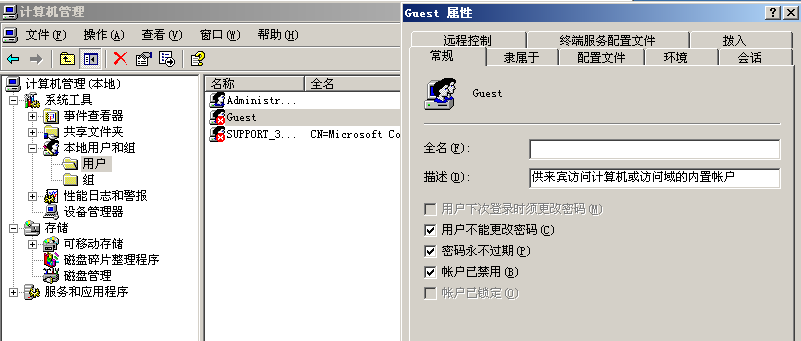 计算机管理
文件(F) 操作(A) 查看(V) 窗口(W) 帮助(H)
计算机管理(本地)
系统工具
事件查看器
共享文件夹
本地用户和组
用户
组
性能日志和警报
设备管理器
存储
可移动存储
磁盘碎片整理程序
磁盘管理
服务和应用程序
名称 全名
Administr...
Guest
SUPPORT_3... CN=Microsoft Co
Guest 属性
远程控制 终端服务配置文件 拨入
常规 隶属于 配置文件 环境 会话
Guest
全名(F):
描述(D): 供来宾访问计算机或访问域的内置帐户
用户下次登录时须更改密码(M)
用户不能更改密码(C)
密码永不过期(P)
帐户已禁用(B)
帐户已锁定(O)